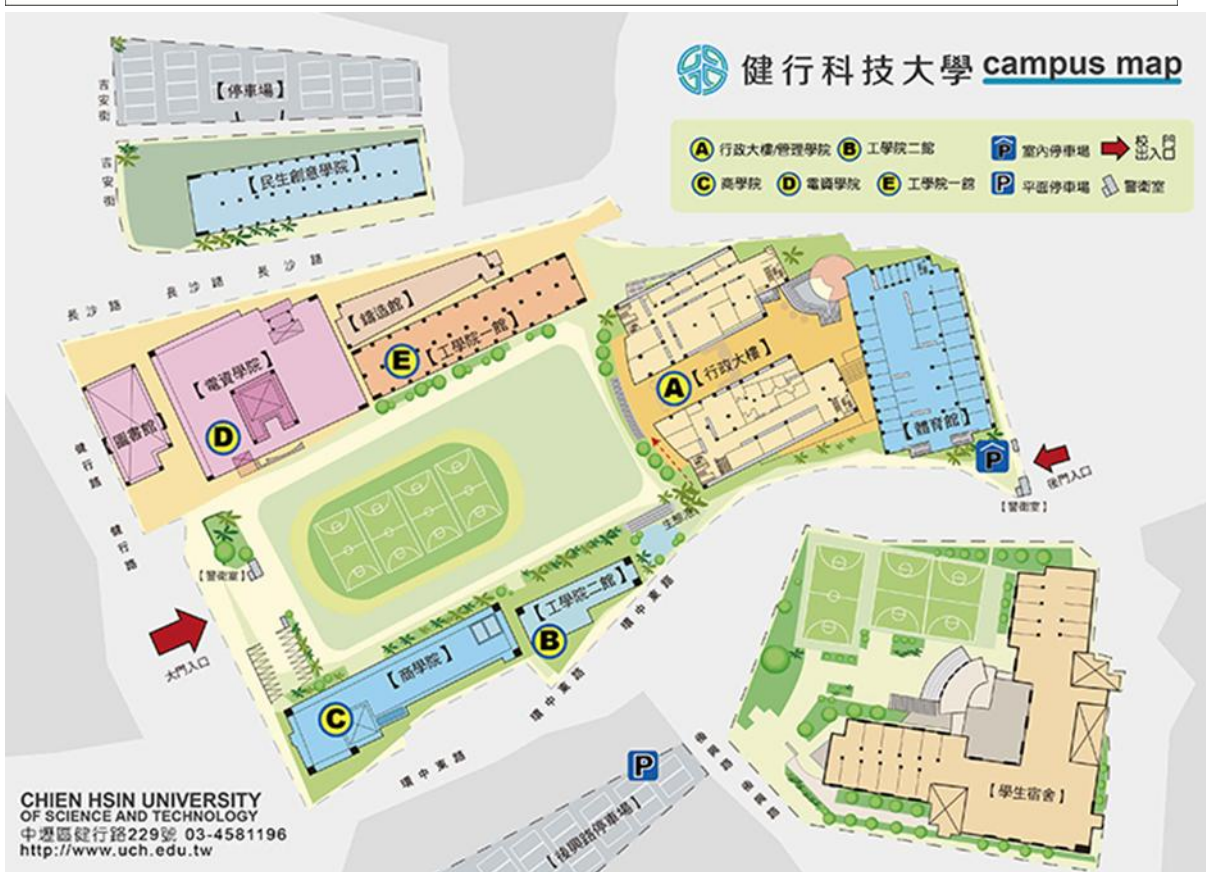 健行科技大學 campus map
A 行政大樓/管理學院 B 工學院二館 P 室內停車場 校門出入口
C 商學院 D 電資學院 E 工學院一館 P 平面停車場 警衛室
吉安街
【停車場】
吉安街
【民生創意學院】
長沙路 長沙路 長沙路
【鑄造館】
【工學院一館】
E
【電資學院】
D
【圖書館】
【行政大樓】
A
【體育館】
P
後門入口
【警衛室】
健行路
健行路
【警衛室】
大門入口
生態池
【工學院二館】
B
【商學院】
C
環中東路
環中東路
環中東路
後興路 後興路
P
【後興路停車場】
【學生宿舍】
CHIEN HSIN UNIVERSITY
OF SCIENCE AND TECHNOLOGY
中壢區健行路229號 03-4581196
http://www.uch.edu.tw